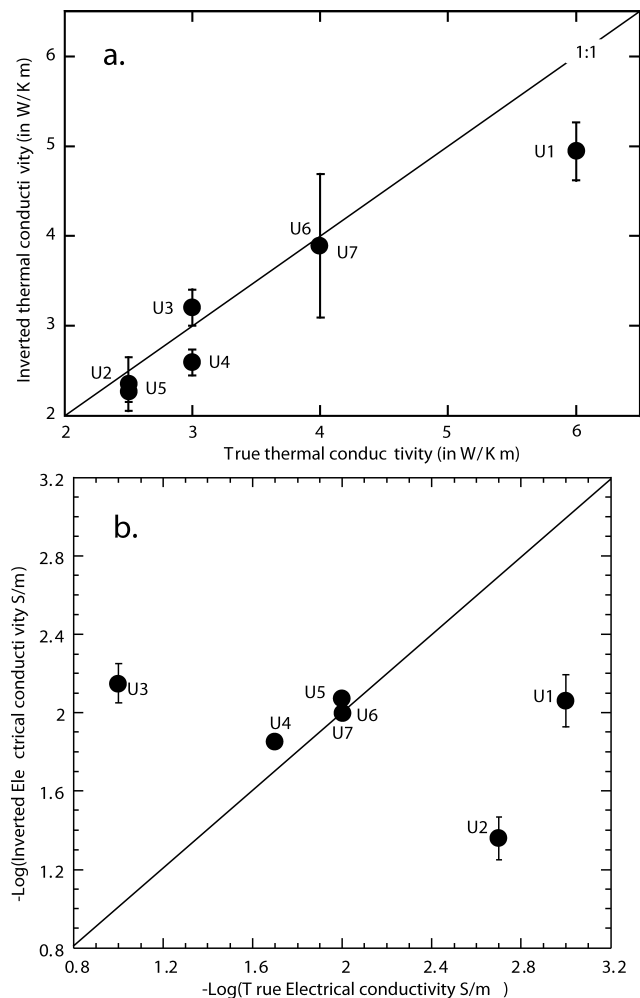 a.
1:1
6
5
4
3
2
U1
U6
U7
U3
U4
U2
U5
Inverted thermal conducti vity (in W/K m)
2
3
4
5
6
True thermal conduc tivity (in W/K m)
b.
3.2
2.8
2.4
2
1.6
1.2
0.8
U3
U5
U1
U4
U6
U7
U2
-Log(Inverted Ele ctrical conducti vity S/m)
0.8
1.2
1.6
2
2.4
2.8
3.2
-Log(T rue Electrical conductivity S/m )